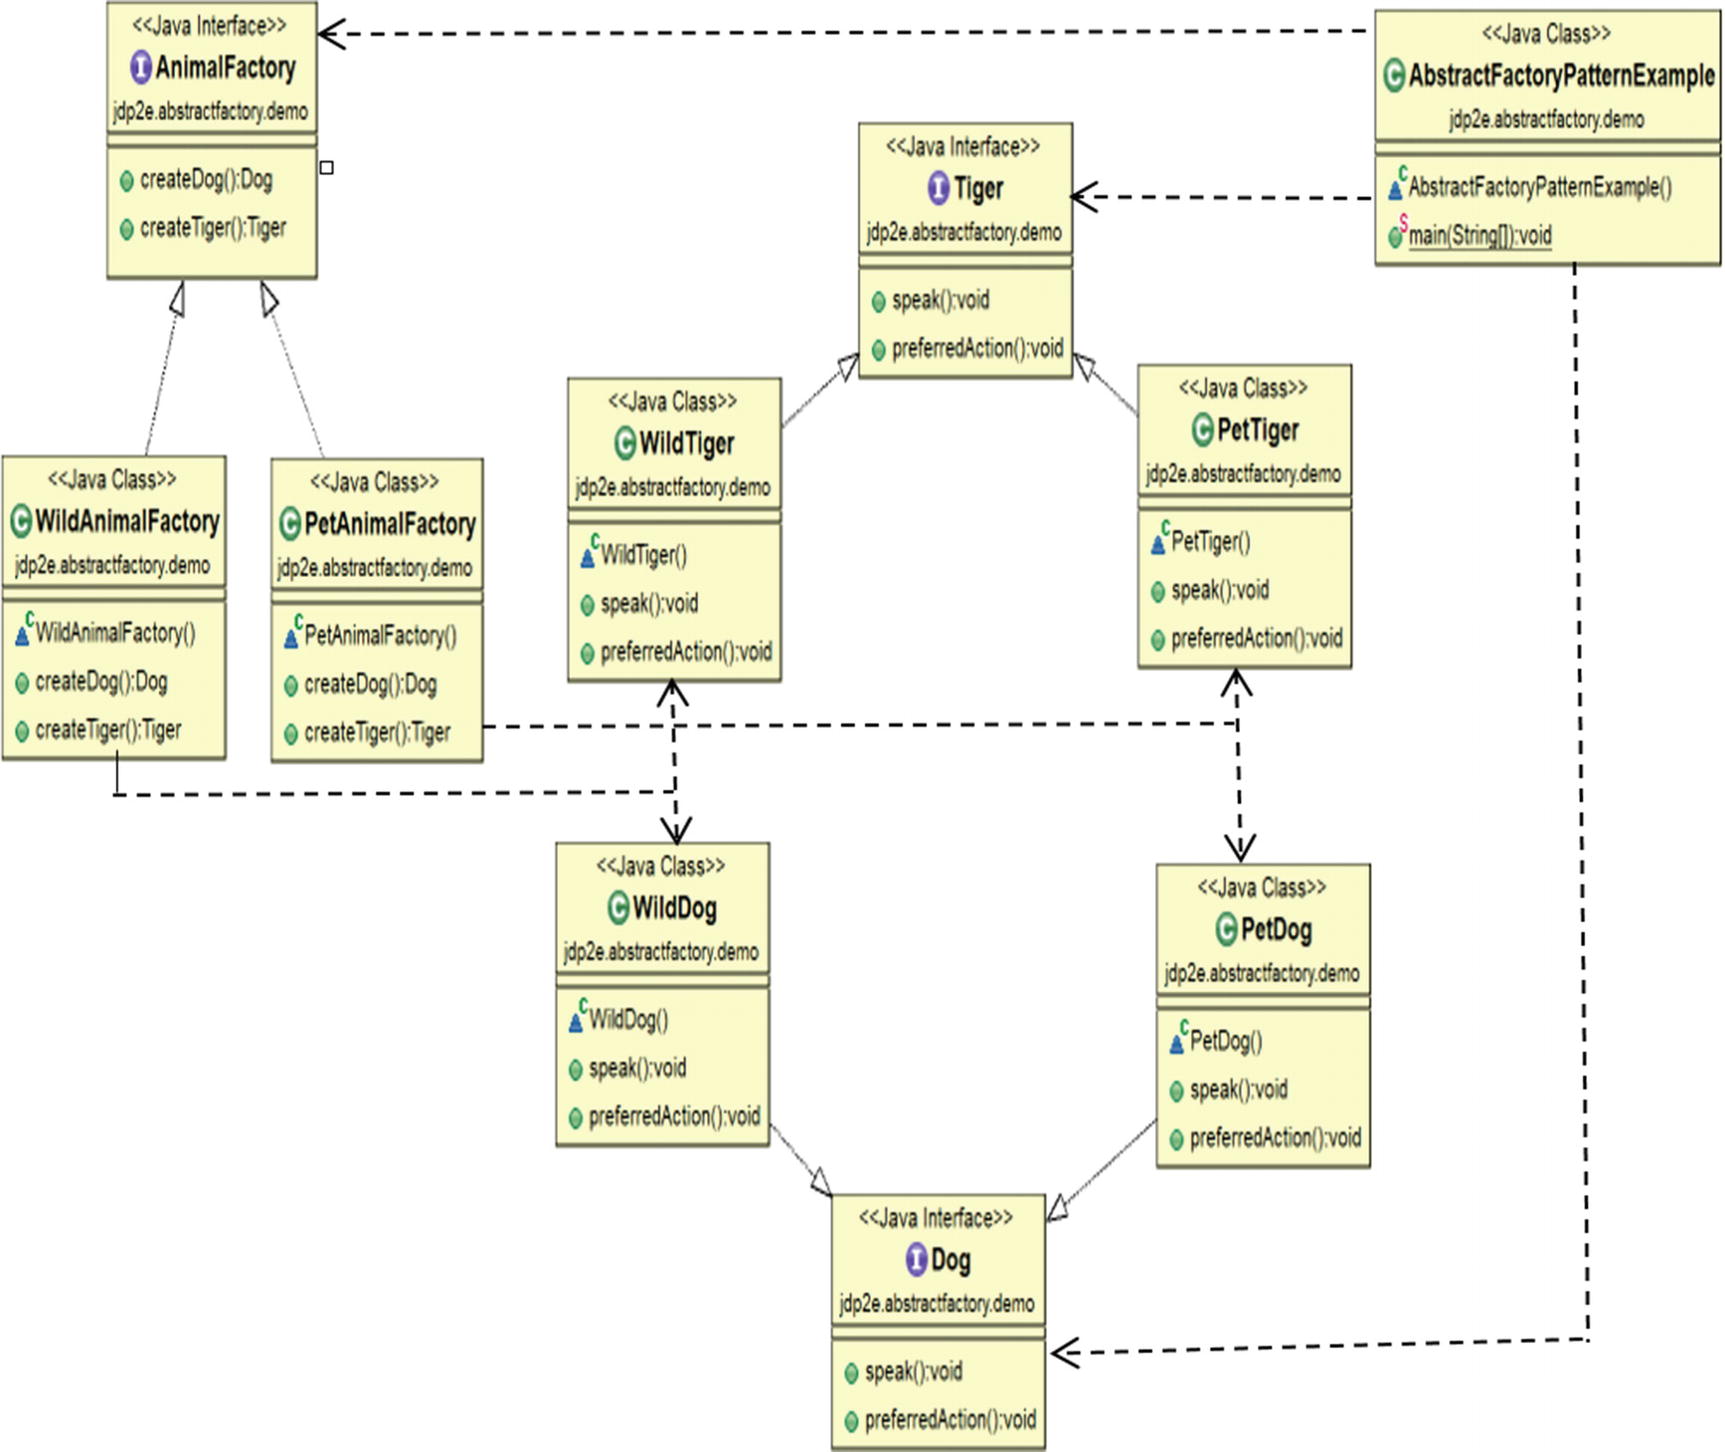 <<Java Interface>>
AnimalFactory
jdp2e.abstractfactory.demo
createDog():Dog
createTiger():Tiger
<<Java Class>>
AbstractFactoryPatternExample
jdp2e.abstractfactory.demo
AbstractFactoryPatternExample()
main(String[]):void
<<Java Interface>>
Tiger
jdp2e.abstractfactory.demo
speak():void
preferredAction():void
<<Java Class>>
WildAnimalFactory
jdp2e.abstractfactory.demo
WildAnimalFactory()
createDog():Dog
createTiger():Tiger
<<Java Class>>
PetAnimalFactory
jdp2e.abstractfactory.demo
PetAnimalFactory()
createDog():Dog
createTiger():Tiger
<<Java Class>>
WildTiger
jdp2e.abstractfactory.demo
WildTiger()
speak():void
preferredAction():void
<<Java Class>>
PetTiger
jdp2e.abstractfactory.demo
PetTiger()
speak():void
preferredAction():void
<<Java Class>>
WildDog
jdp2e.abstractfactory.demo
WildDog()
speak():void
preferredAction():void
<<Java Class>>
PetDog
jdp2e.abstractfactory.demo
PetDog()
speak():void
preferredAction():void
<<Java Interface>>
Dog
jdp2e.abstractfactory.demo
speak():void
preferredAction():void